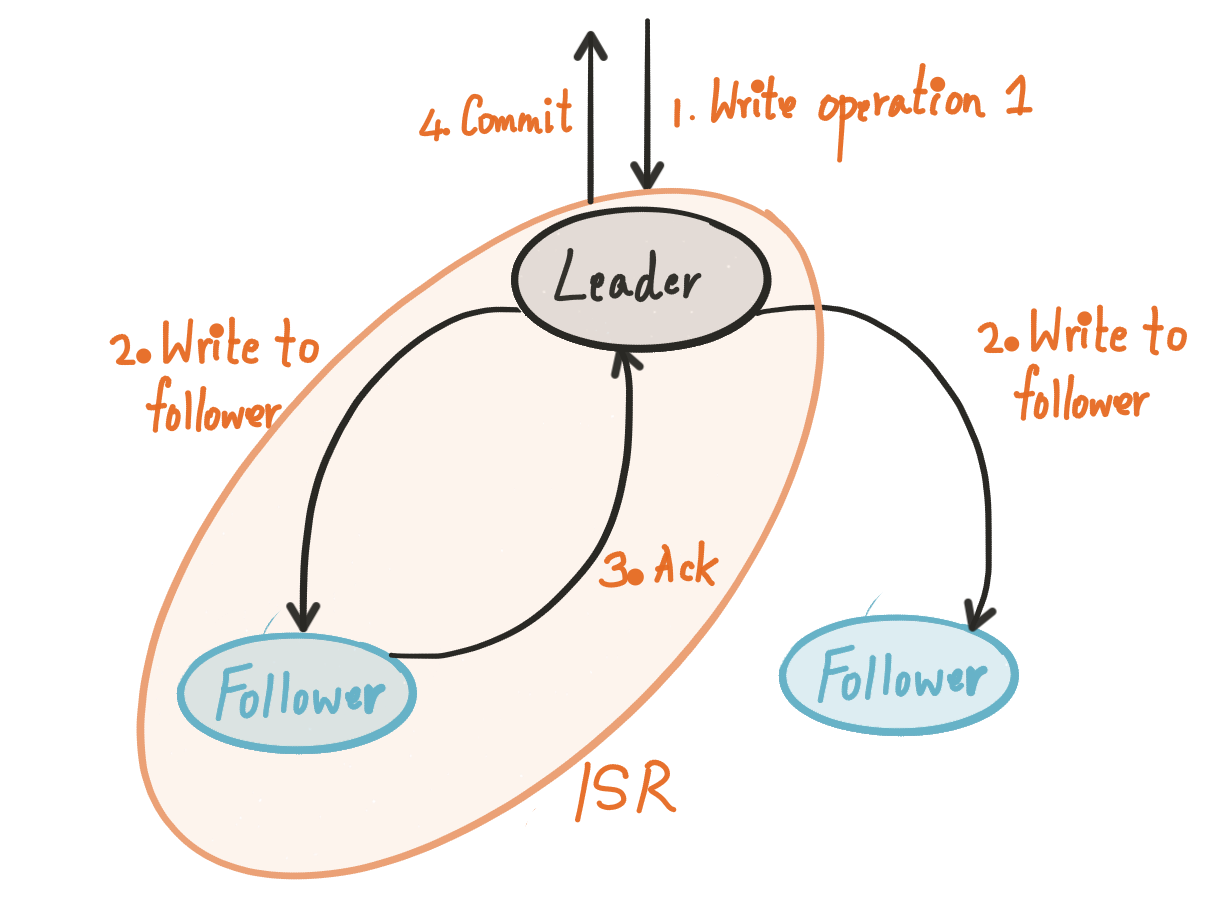 4. Commit
1. Write operation 1
Leader
2. Write to
follower
2. Write to
follower
3. Ack
Follower
Follower
ISR